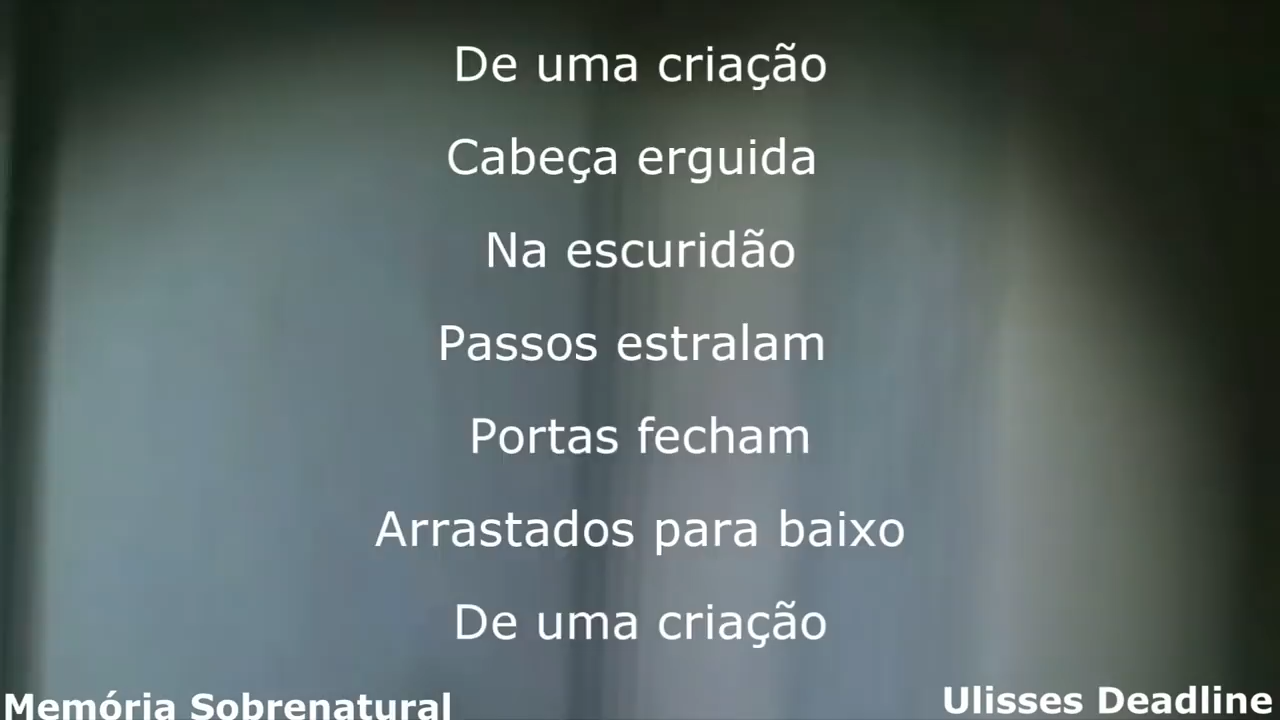 De uma criação
Cabeça erguida
Na escuridão
Passos estralam
Portas fecham
Arrastados para baixo
De uma criação
Memória Sobrenatural
Ulisses Deadline